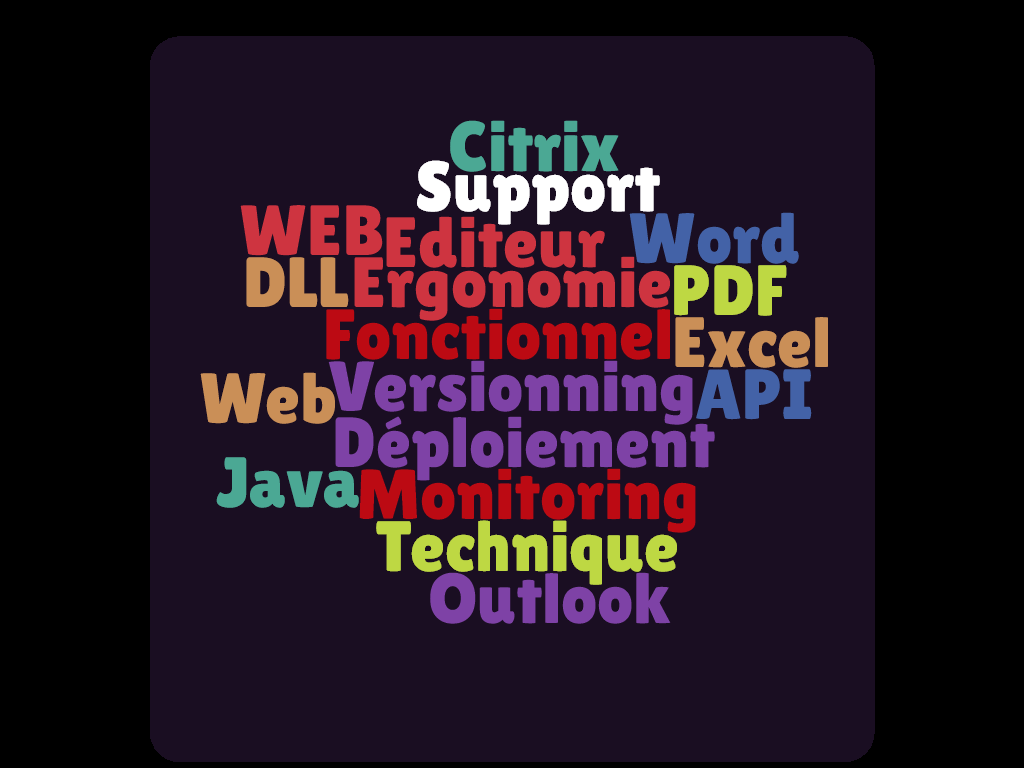 Citrix
Support
WEB Editeur Word
DLL Ergonomie PDF
Fonctionnel Excel
Web Versionning API
Déploiement
Java Monitoring
Technique
Outlook